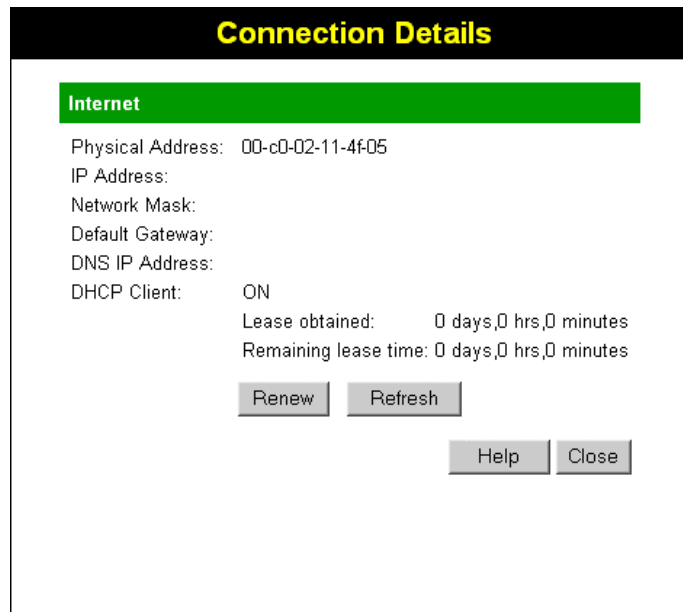 Connection Details
Internet
Physical Address: 00-c0-02-11-4f-05
IP Address:
Network Mask:
Default Gateway:
DNS IP Address:
DHCP Client: ON
Lease obtained: 0 days,0 hrs,0 minutes
Remaining lease time: 0 days,0 hrs,0 minutes
Renew Refresh
Help Close